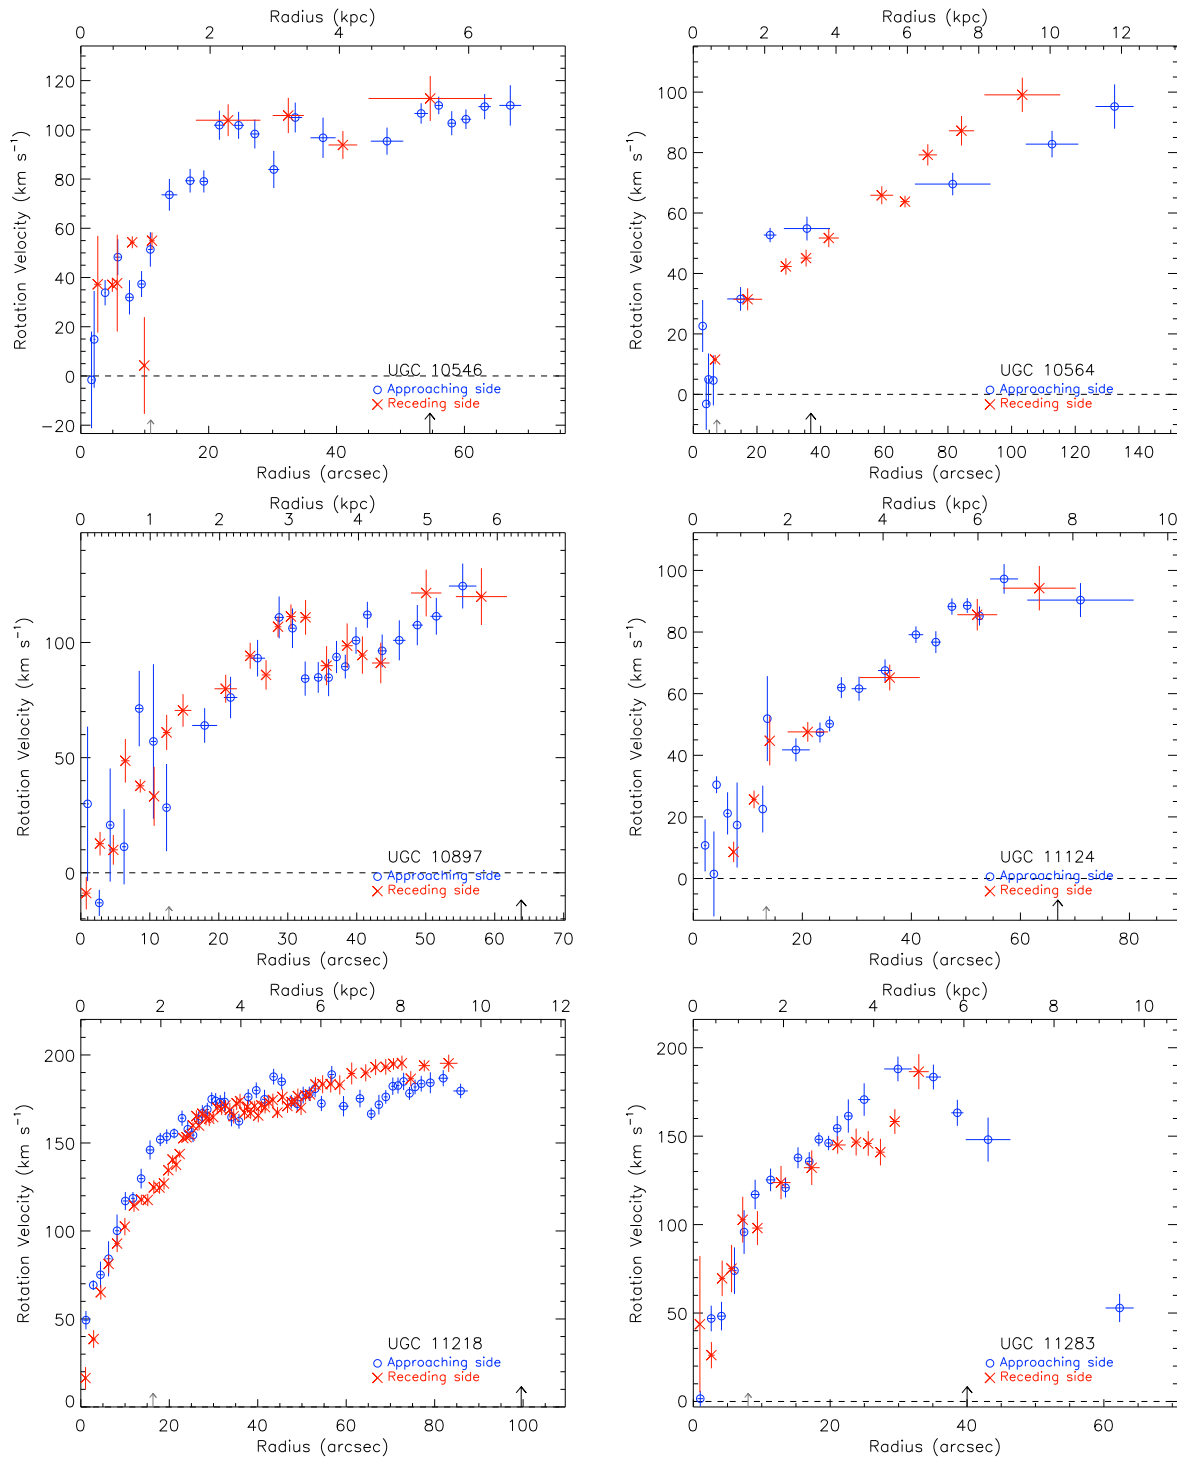 Radius (kpc)
0 2 4 6
120
100
80
60
40
20
0
−20
Rotation Velocity (km s⁻¹)
UGC 10546
Approaching side
Receding side
0 20 40 60
Radius (arcsec)
Radius (kpc)
0 2 4 6 8 10 12
100
80
60
40
20
0
Rotation Velocity (km s⁻¹)
UGC 10564
Approaching side
Receding side
0 20 40 60 80 100 120 140
Radius (arcsec)
Radius (kpc)
0 1 2 3 4 5 6
100
50
0
Rotation Velocity (km s⁻¹)
UGC 10897
Approaching side
Receding side
0 10 20 30 40 50 60 70
Radius (arcsec)
Radius (kpc)
0 2 4 6 8 10
100
80
60
40
20
0
Rotation Velocity (km s⁻¹)
UGC 11124
Approaching side
Receding side
0 20 40 60 80
Radius (arcsec)
Radius (kpc)
0 2 4 6 8 10 12
200
150
100
50
0
Rotation Velocity (km s⁻¹)
UGC 11218
Approaching side
Receding side
0 20 40 60 80 100
Radius (arcsec)
Radius (kpc)
0 2 4 6 8 10
200
150
100
50
0
Rotation Velocity (km s⁻¹)
UGC 11283
Approaching side
Receding side
0 20 40 60
Radius (arcsec)